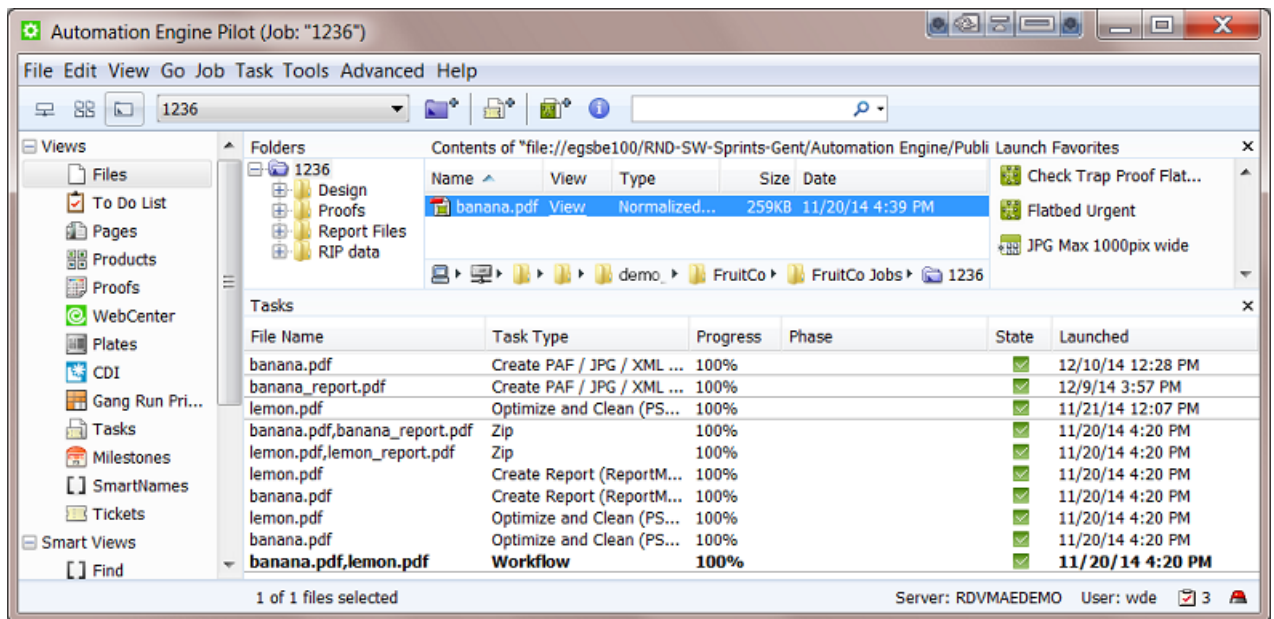 Automation Engine Pilot (Job: "1236")
File Edit View Go Job Task Tools Advanced Help
1236
Views
Files
To Do List
Pages
Products
Proofs
WebCenter
Plates
CDI
Gang Run Pri...
Tasks
Milestones
SmartNames
Tickets
Smart Views
Find
Folders
1236
Design
Proofs
Report Files
RIP data
Contents of "file://egsbe100/RND-SW-Sprints-Gent/Automation Engine/Publi
Name View Type Size Date
banana.pdf View Normalized... 259KB 11/20/14 4:39 PM
demo_ FruitCo FruitCo Jobs 1236
Launch Favorites
Check Trap Proof Flat...
Flatbed Urgent
JPG Max 1000pix wide
Tasks
File Name Task Type Progress Phase State Launched
banana.pdf Create PAF / JPG / XML ... 100% 12/10/14 12:28 PM
banana_report.pdf Create PAF / JPG / XML ... 100% 12/9/14 3:57 PM
lemon.pdf Optimize and Clean (PS... 100% 11/21/14 12:07 PM
banana.pdf,banana_report.pdf Zip 100% 11/20/14 4:20 PM
lemon.pdf,lemon_report.pdf Zip 100% 11/20/14 4:20 PM
lemon.pdf Create Report (ReportM... 100% 11/20/14 4:20 PM
banana.pdf Create Report (ReportM... 100% 11/20/14 4:20 PM
lemon.pdf Optimize and Clean (PS... 100% 11/20/14 4:20 PM
banana.pdf Optimize and Clean (PS... 100% 11/20/14 4:20 PM
banana.pdf,lemon.pdf Workflow 100% 11/20/14 4:20 PM
1 of 1 files selected
Server: RDVMAEDEMO User: wde 3